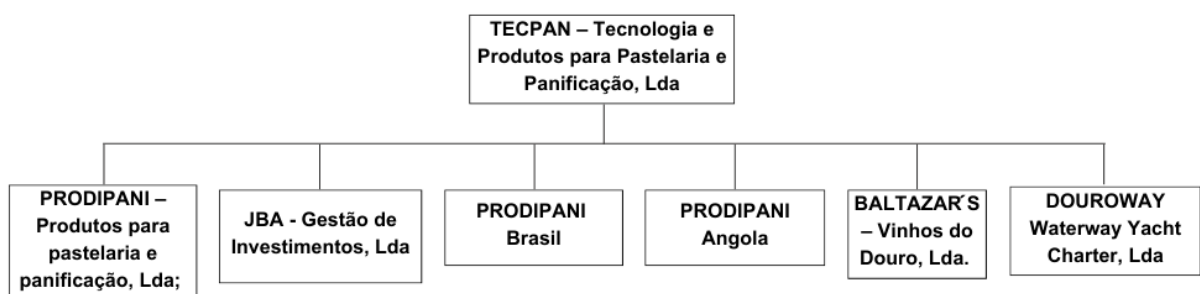 TECPAN – Tecnologia e
Produtos para Pastelaria e
Panificação, Lda
PRODIPANI –
Produtos para
pastelaria e
panificação, Lda;
JBA - Gestão de
Investimentos, Lda
PRODIPANI
Brasil
PRODIPANI
Angola
BALTAZAR´S
– Vinhos do
Douro, Lda.
DOUROWAY
Waterway Yacht
Charter, Lda